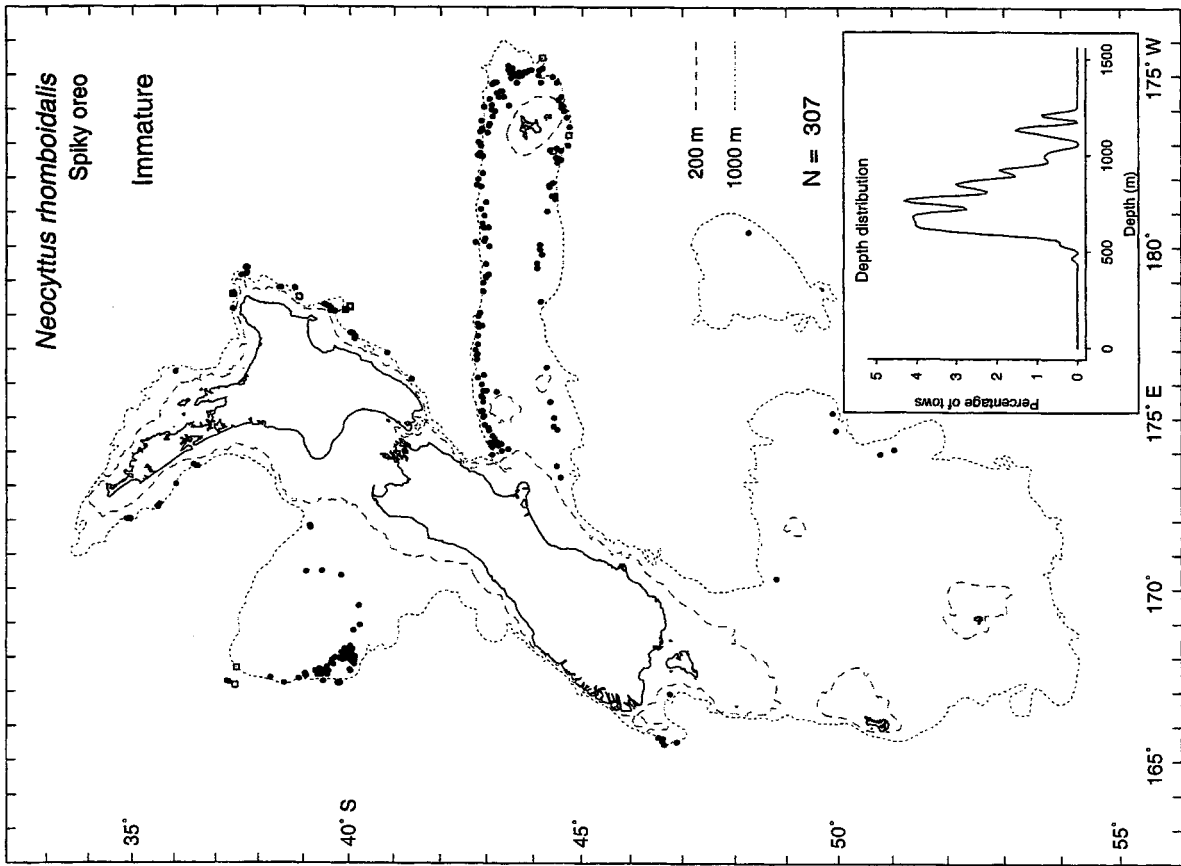 Neocyttus rhomboidalis
Spiky oreo
Immature
35°
40° S
45°
50°
55°
165°
170°
175° E
180°
175° W
200 m
1000 m
N = 307
Depth distribution
Percentage of tows
5
4
3
2
1
0
0
500
1000
1500
Depth (m)